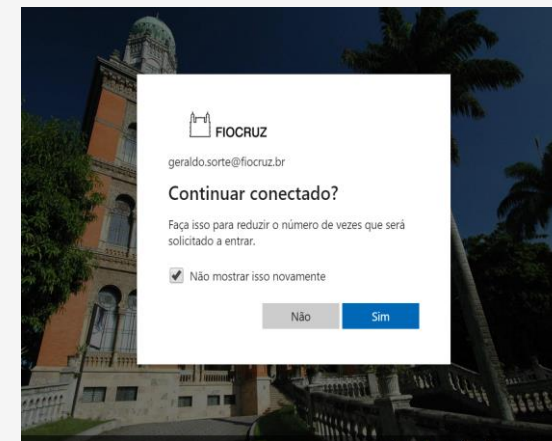 FIOCRUZ
geraldo.sorte@fiocruz.br
Continuar conectado?
Faça isso para reduzir o número de vezes que será
solicitado a entrar.
Não mostrar isso novamente
Não
Sim